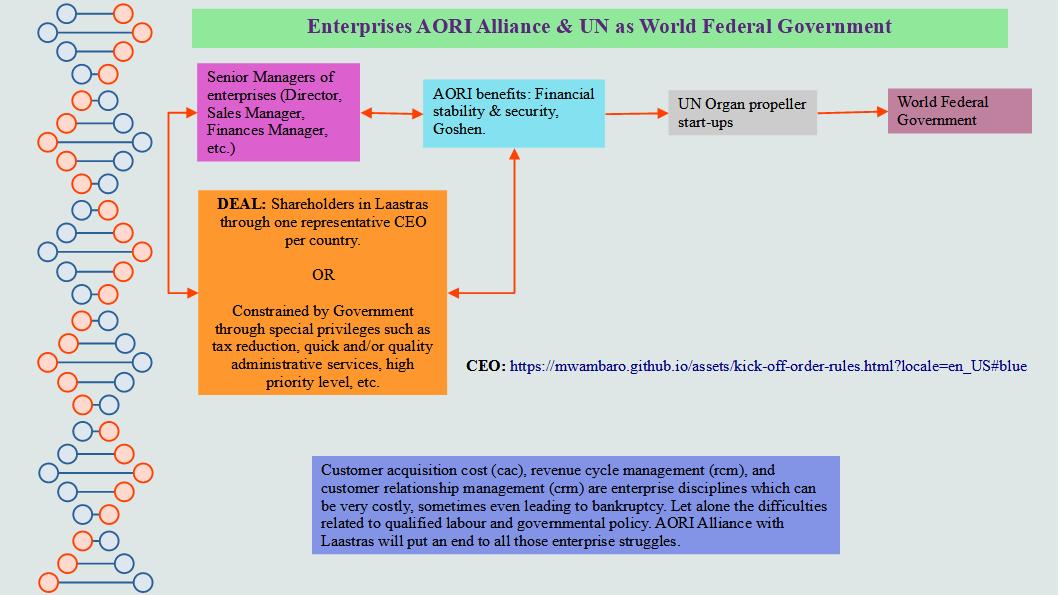 Enterprises AORI Alliance & UN as World Federal Government
Senior Managers of
enterprises (Director,
Sales Manager,
Finances Manager,
etc.)
AORI benefits: Financial
stability & security,
Goshen.
UN Organ propeller
start-ups
World Federal
Government
DEAL: Shareholders in Laastras
through one representative CEO
per country.
OR
Constrained by Government
through special privileges such as
tax reduction, quick and/or quality
administrative services, high
priority level, etc.
CEO: https://mwambaro.github.io/assets/kick-off-order-rules.html?locale=en_US#blue
Customer acquisition cost (cac), revenue cycle management (rcm), and
customer relationship management (crm) are enterprise disciplines which can
be very costly, sometimes even leading to bankruptcy. Let alone the difficulties
related to qualified labour and governmental policy. AORI Alliance with
Laastras will put an end to all those enterprise struggles.